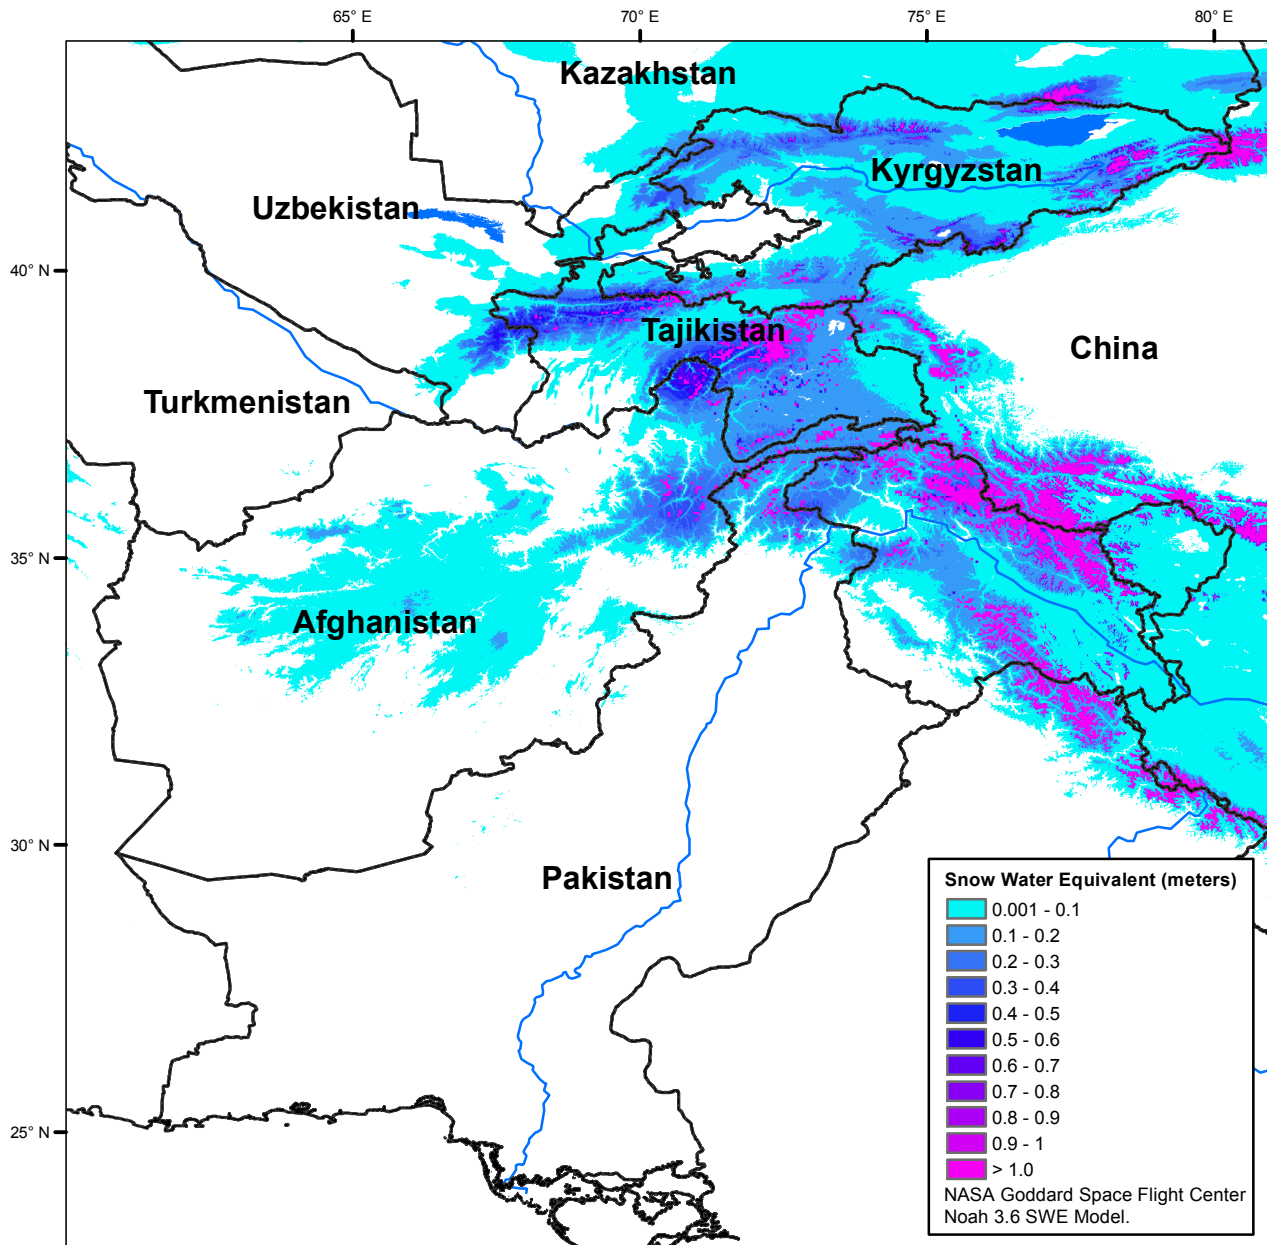 65° E
70° E
75° E
80° E
Kazakhstan
Kyrgyzstan
Uzbekistan
40° N
Tajikistan
China
Turkmenistan
35° N
Afghanistan
30° N
Pakistan
25° N
Snow Water Equivalent (meters)
0.001 - 0.1
0.1 - 0.2
0.2 - 0.3
0.3 - 0.4
0.4 - 0.5
0.5 - 0.6
0.6 - 0.7
0.7 - 0.8
0.8 - 0.9
0.9 - 1
> 1.0
NASA Goddard Space Flight Center
Noah 3.6 SWE Model.